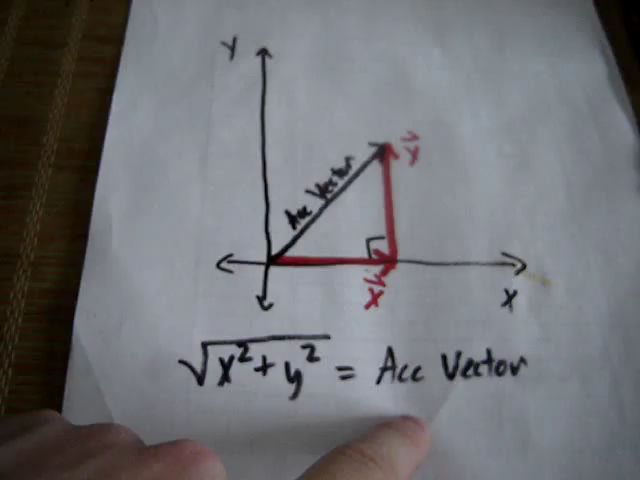 Y
Acc Vector
y
x
X
√x²+y² = Acc Vector